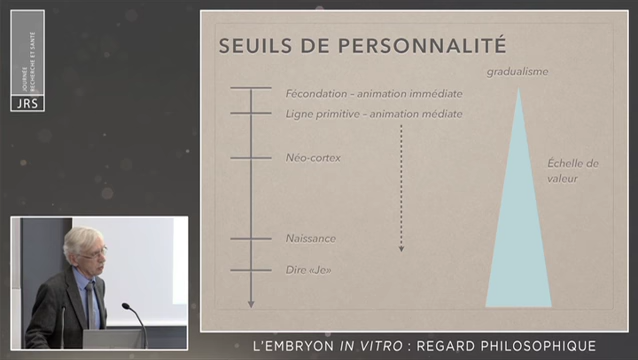 JOURNÉE
RECHERCHE ET SANTÉ
JRS
SEUILS DE PERSONNALITÉ
gradualisme
Fécondation – animation immédiate
Ligne primitive – animation médiate
Néo-cortex
Échelle de
valeur
Naissance
Dire «Je»
L'EMBRYON IN VITRO : REGARD PHILOSOPHIQUE